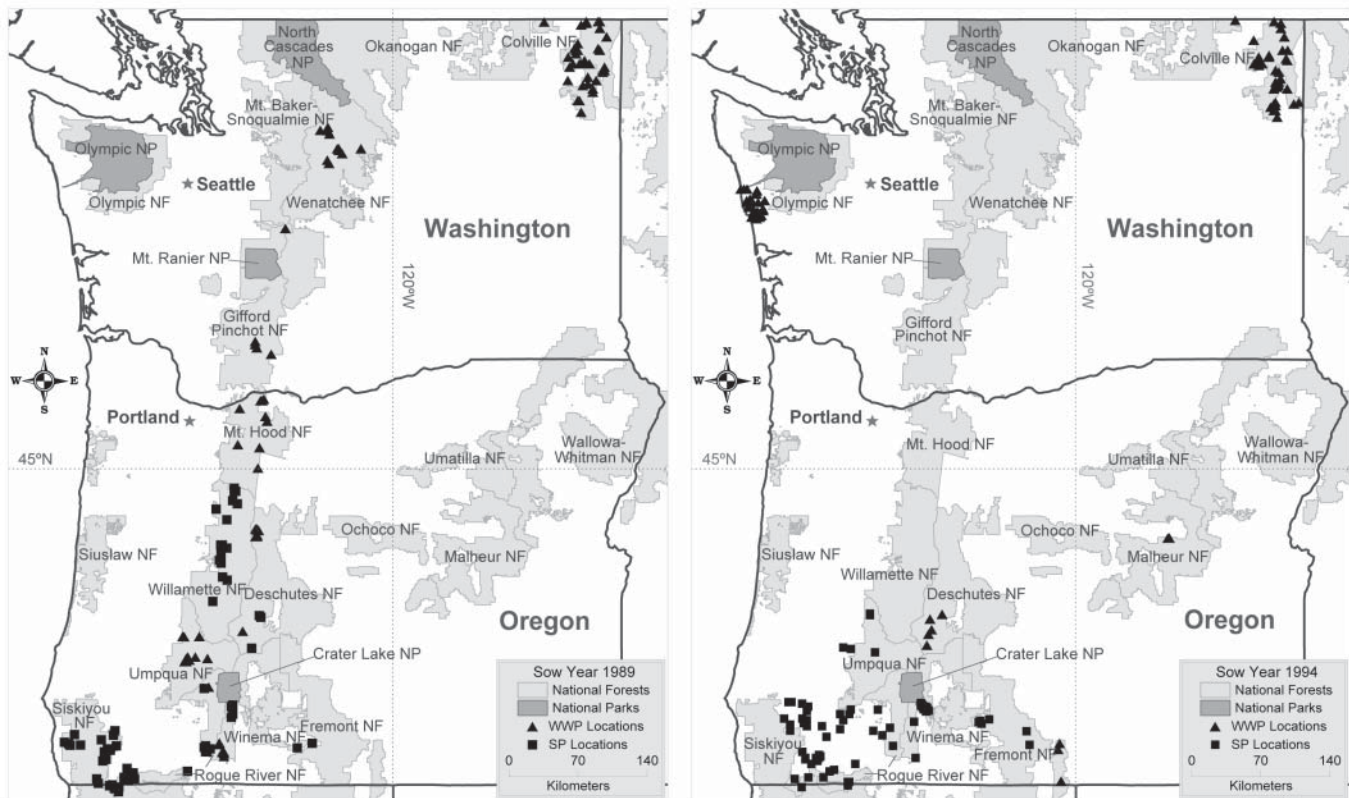 North
Cascades
NP
Okanogan NF
Colville NF
Mt. Baker-
Snoqualmie NF
Olympic NP
Seattle
Olympic NF
Wenatchee NF
Washington
Mt. Ranier NP
120ºW
Gifford
Pinchot NF
N
W
E
S
Portland
Mt. Hood NF
Wallowa-
Whitman NF
Umatilla NF
45ºN
Ochoco NF
Siuslaw NF
Malheur NF
Willamette NF
Deschutes NF
Oregon
Crater Lake NP
Umpqua NF
Siskiyou
NF
Fremont NF
Winema NF
Rogue River NF
Sow Year 1989
National Forests
National Parks
WWP Locations
SP Locations
0 70 140
Kilometers
North
Cascades
NP
Okanogan NF
Colville NF
Mt. Baker-
Snoqualmie NF
Olympic NP
Seattle
Olympic NF
Wenatchee NF
Washington
Mt. Ranier NP
120ºW
Gifford
Pinchot NF
N
W
E
S
Portland
Mt. Hood NF
Wallowa-
Whitman NF
Umatilla NF
45ºN
Ochoco NF
Siuslaw NF
Malheur NF
Willamette NF
Deschutes NF
Oregon
Crater Lake NP
Umpqua NF
Siskiyou
NF
Winema NF
Fremont NF
Rogue River NF
Sow Year 1994
National Forests
National Parks
WWP Locations
SP Locations
0 70 140
Kilometers